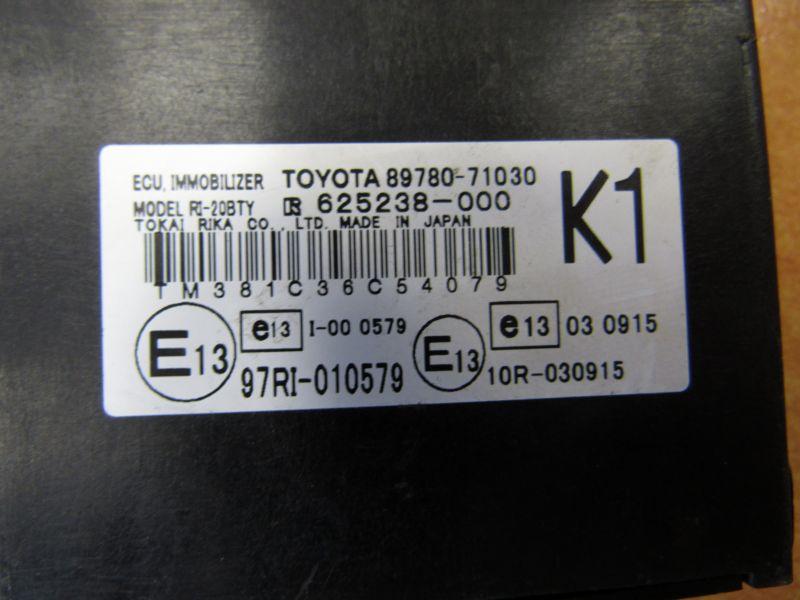 ECU, IMMOBILIZER TOYOTA 89780-71030
MODEL RI-20BTY R 625238-000
TOKAI RIKA CO., LTD. MADE IN JAPAN
K1
TM381C36C54079
E13 e13 I-00 0579
97RI-010579
E13 e13 03 0915
10R-030915